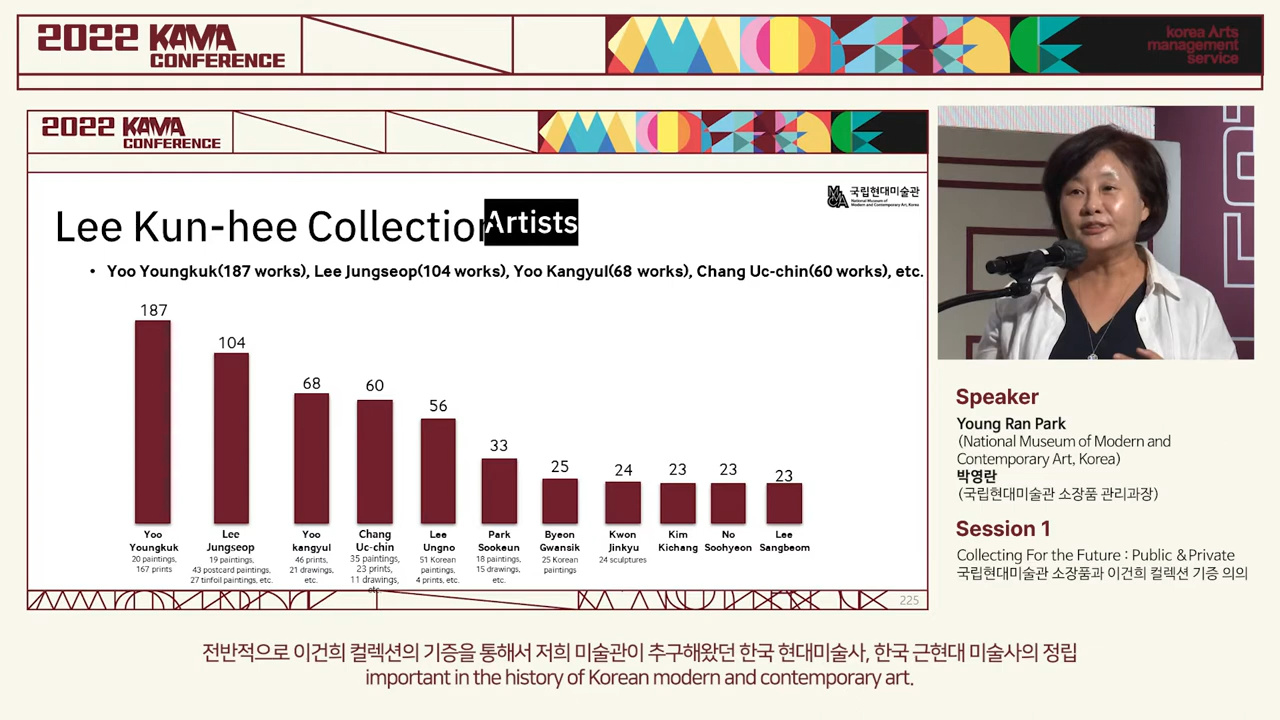 2022 KAMA
CONFERENCE
korea Arts
management
service
2022 KAMA
CONFERENCE
국립현대미술관
National Museum of
Modern and Contemporary Art, Korea
Lee Kun-hee Collection Artists
• Yoo Youngkuk(187 works), Lee Jungseop(104 works), Yoo Kangyul(68 works), Chang Uc-chin(60 works), etc.
187
104
68
60
56
33
25
24
23
23
23
Yoo
Youngkuk
20 paintings,
167 prints
Lee
Jungseop
19 paintings,
43 postcard paintings,
27 tinfoil paintings, etc.
Yoo
kangyul
46 prints,
21 drawings,
etc.
Chang
Uc-chin
35 paintings,
23 prints,
11 drawings,
etc.
Lee
Ungno
51 Korean
paintings,
4 prints, etc.
Park
Sookeun
18 paintings,
15 drawings,
etc.
Byeon
Gwansik
25 Korean
paintings
Kwon
Jinkyu
24 sculptures
Kim
Kichang
No
Soohyeon
Lee
Sangbeom
225
Speaker
Young Ran Park
(National Museum of Modern and
Contemporary Art, Korea)
박영란
(국립현대미술관 소장품 관리과장)
Session 1
Collecting For the Future : Public & Private
국립현대미술관 소장품과 이건희 컬렉션 기증 의의
전반적으로 이건희 컬렉션의 기증을 통해서 저희 미술관이 추구해왔던 한국 현대미술사, 한국 근현대 미술사의 정립
important in the history of Korean modern and contemporary art.